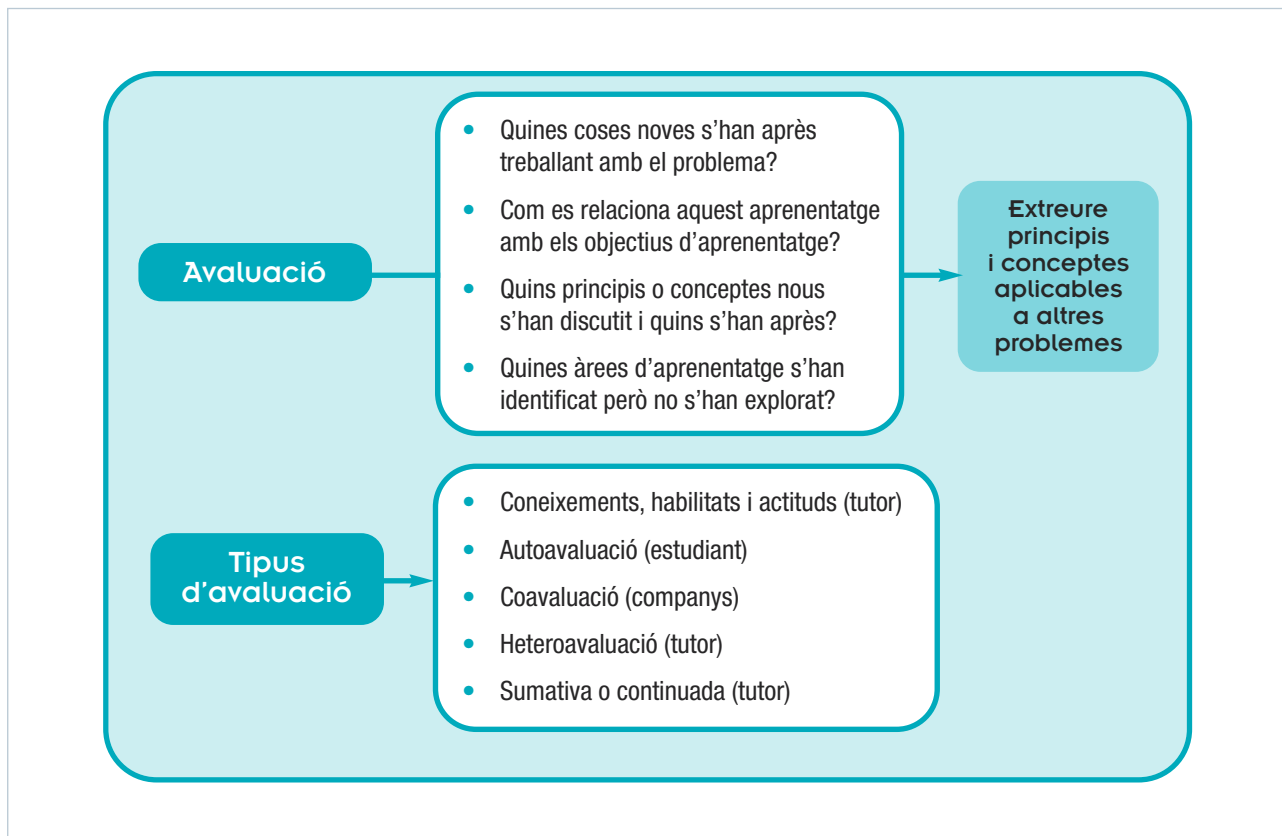 Avaluació
• Quines coses noves s’han après
treballant amb el problema?
• Com es relaciona aquest aprenentatge
amb els objectius d’aprenentatge?
• Quins principis o conceptes nous
s’han discutit i quins s’han après?
• Quines àrees d’aprenentatge s’han
identificat però no s’han explorat?
Extreure
principis
i conceptes
aplicables
a altres
problemes
Tipus
d’avaluació
• Coneixements, habilitats i actituds (tutor)
• Autoavaluació (estudiant)
• Coavaluació (companys)
• Heteroavaluació (tutor)
• Sumativa o continuada (tutor)